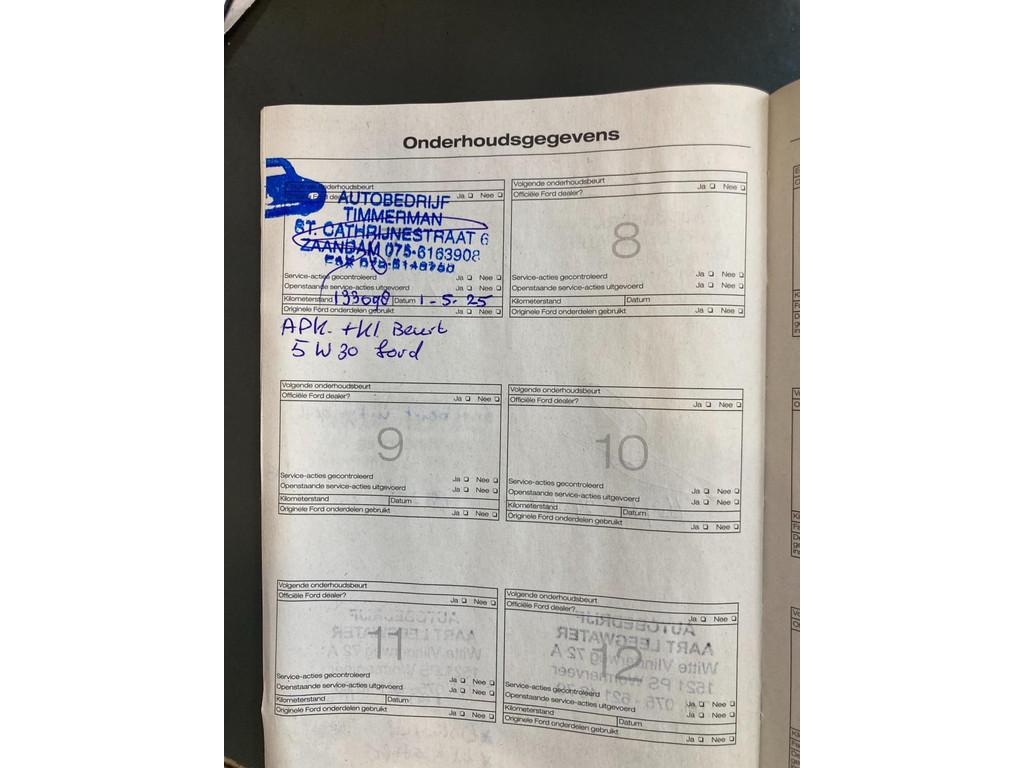 Onderhoudsgegevens
onderhoudsbeurt
Ja ❏ Nee ❏
AUTOBEDRIJF
TIMMERMAN
ST. CATHRIJNESTRAAT 6
ZAANDAM 075-6163908
FAX
Service-acties gecontroleerd Ja ❏ Nee ❏
Openstaande service-acties uitgevoerd Ja ❏ Nee ❏
Kilometerstand 133098 Datum 1-5-25
Originele Ford onderdelen gebruikt Ja ❏ Nee ❏
APK. + Kl Beurt
5 W 30 Ford
Volgende onderhoudsbeurt
Officiële Ford dealer? Ja ❏ Nee ❏
8
Service-acties gecontroleerd Ja ❏ Nee ❏
Openstaande service-acties uitgevoerd Ja ❏ Nee ❏
Kilometerstand Datum
Originele Ford onderdelen gebruikt Ja ❏ Nee ❏
Volgende onderhoudsbeurt
Officiële Ford dealer? Ja ❏ Nee ❏
9
Service-acties gecontroleerd Ja ❏ Nee ❏
Openstaande service-acties uitgevoerd Ja ❏ Nee ❏
Kilometerstand Datum
Originele Ford onderdelen gebruikt Ja ❏ Nee ❏
Volgende onderhoudsbeurt
Officiële Ford dealer? Ja ❏ Nee ❏
10
Service-acties gecontroleerd Ja ❏ Nee ❏
Openstaande service-acties uitgevoerd Ja ❏ Nee ❏
Kilometerstand Datum
Originele Ford onderdelen gebruikt Ja ❏ Nee ❏
Volgende onderhoudsbeurt
Officiële Ford dealer? Ja ❏ Nee ❏
11
Service-acties gecontroleerd Ja ❏ Nee ❏
Openstaande service-acties uitgevoerd Ja ❏ Nee ❏
Kilometerstand Datum
Originele Ford onderdelen gebruikt Ja ❏ Nee ❏
Volgende onderhoudsbeurt
Officiële Ford dealer? Ja ❏ Nee ❏
AUTOBEDRIJF
AART LEEGWATER
12
Service-acties gecontroleerd Ja ❏ Nee ❏
Openstaande service-acties uitgevoerd Ja ❏ Nee ❏
Kilometerstand Datum
Originele Ford onderdelen gebruikt Ja ❏ Nee ❏